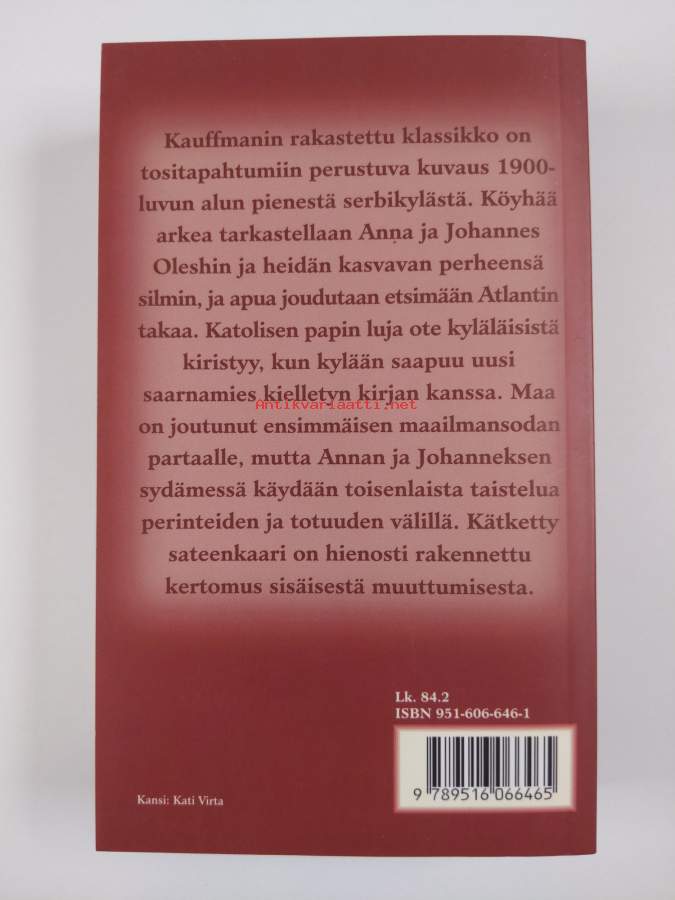 Kauffmanin rakastettu klassikko on
tositapahtumiin perustuva kuvaus 1900-
luvun alun pienestä serbikylästä. Köyhää
arkea tarkastellaan Anna ja Johannes
Oleshin ja heidän kasvavan perheensä
silmin, ja apua joudutaan etsimään Atlantin
takaa. Katolisen papin luja ote kyläläisistä
kiristyy, kun kylään saapuu uusi
saarnamies kielletyn kirjan kanssa. Maa
Antikvariaatti.net
on joutunut ensimmäisen maailmansodan
partaalle, mutta Annan ja Johanneksen
sydämessä käydään toisenlaista taistelua
perinteiden ja totuuden välillä. Kätketty
sateenkaari on hienosti rakennettu
kertomus sisäisestä muuttumisesta.
Lk. 84.2
ISBN 951-606-646-1
9 789516 066465
Kansi: Kati Virta